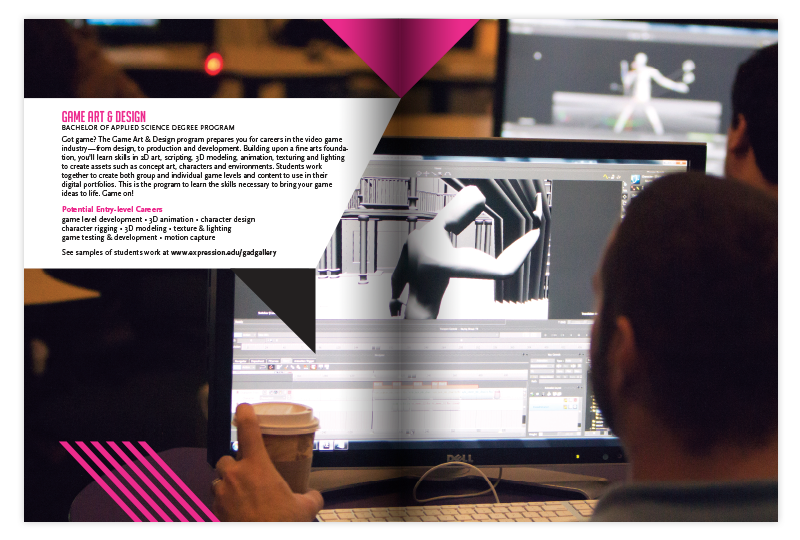 GAME ART & DESIGN
BACHELOR OF APPLIED SCIENCE DEGREE PROGRAM
Got game? The Game Art & Design program prepares you for careers in the video game
industry—from design, to production and development. Building upon a fine arts founda-
tion, you'll learn skills in 2D art, scripting, 3D modeling, animation, texturing and lighting
to create assets such as concept art, characters and environments. Students work
together to create both group and individual game levels and content to use in their
digital portfolios. This is the program to learn the skills necessary to bring your game
ideas to life. Game on!
Potential Entry-level Careers
game level development • 3D animation • character design
character rigging • 3D modeling • texture & lighting
game testing & development • motion capture
See samples of student work at www.expression.edu/gadgallery
DELL